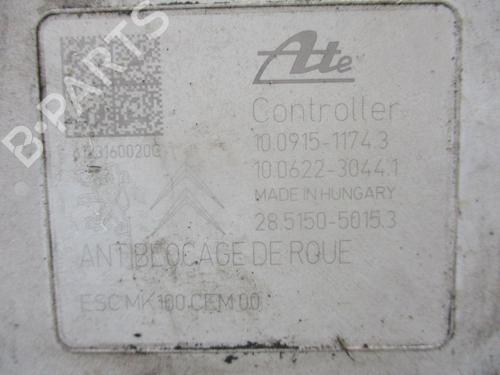 Ate
Controller
10.0915-1174.3
10.0622-3044.1
MADE IN HUNGARY
28.5150-5015.3
ANTIBLOCAGE DE ROUE
ESC MK100 CEM 00
B-PARTS